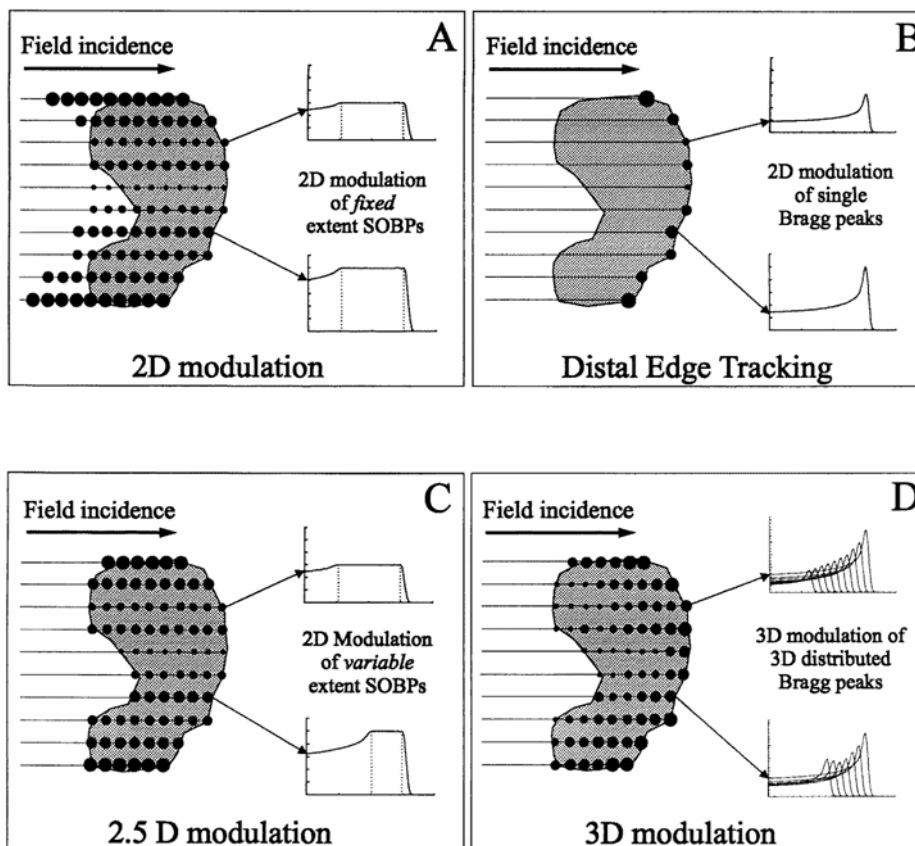 A
Field incidence
2D modulation
of fixed
extent SOBPs
2D modulation
B
Field incidence
2D modulation
of single
Bragg peaks
Distal Edge Tracking
C
Field incidence
2D Modulation
of variable
extent SOBPs
2.5 D modulation
D
Field incidence
3D modulation of
3D distributed
Bragg peaks
3D modulation